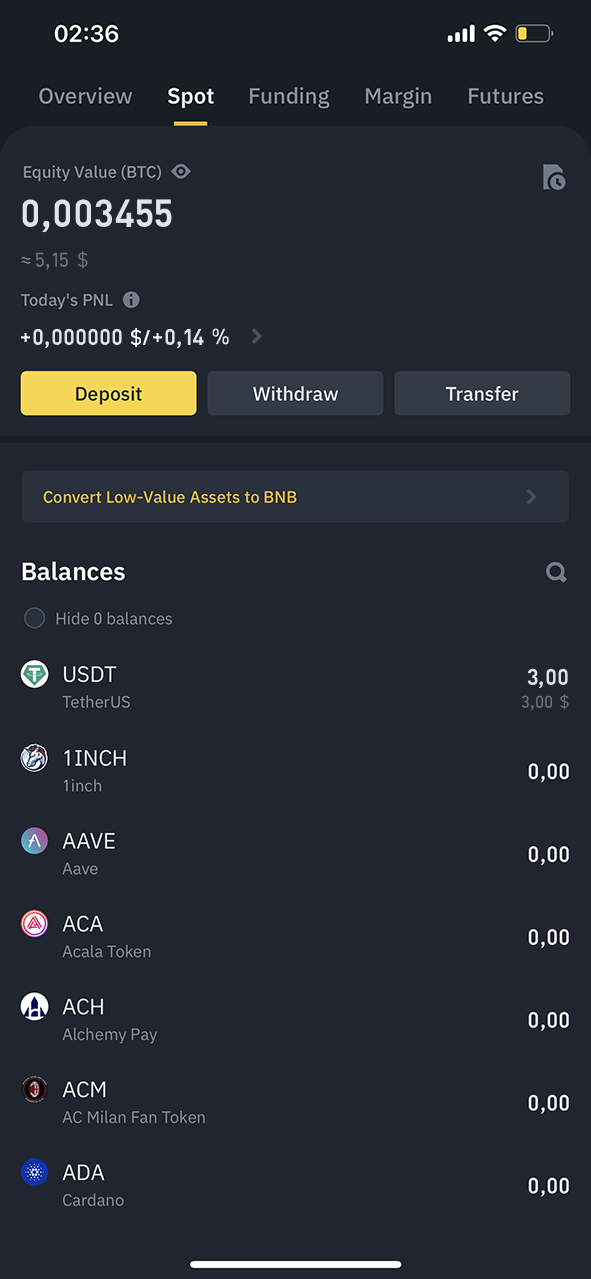 02:36
Overview Spot Funding Margin Futures
Equity Value (BTC)
0,003455
≈ 5,15 $
Today's PNL
+0,000000 $/+0,14 %
Deposit Withdraw Transfer
Convert Low-Value Assets to BNB
Balances
Hide 0 balances
USDT 3,00
TetherUS 3,00 $
1INCH
1inch 0,00
AAVE
Aave 0,00
ACA
Acala Token 0,00
ACH
Alchemy Pay 0,00
ACM
AC Milan Fan Token 0,00
ADA
Cardano 0,00